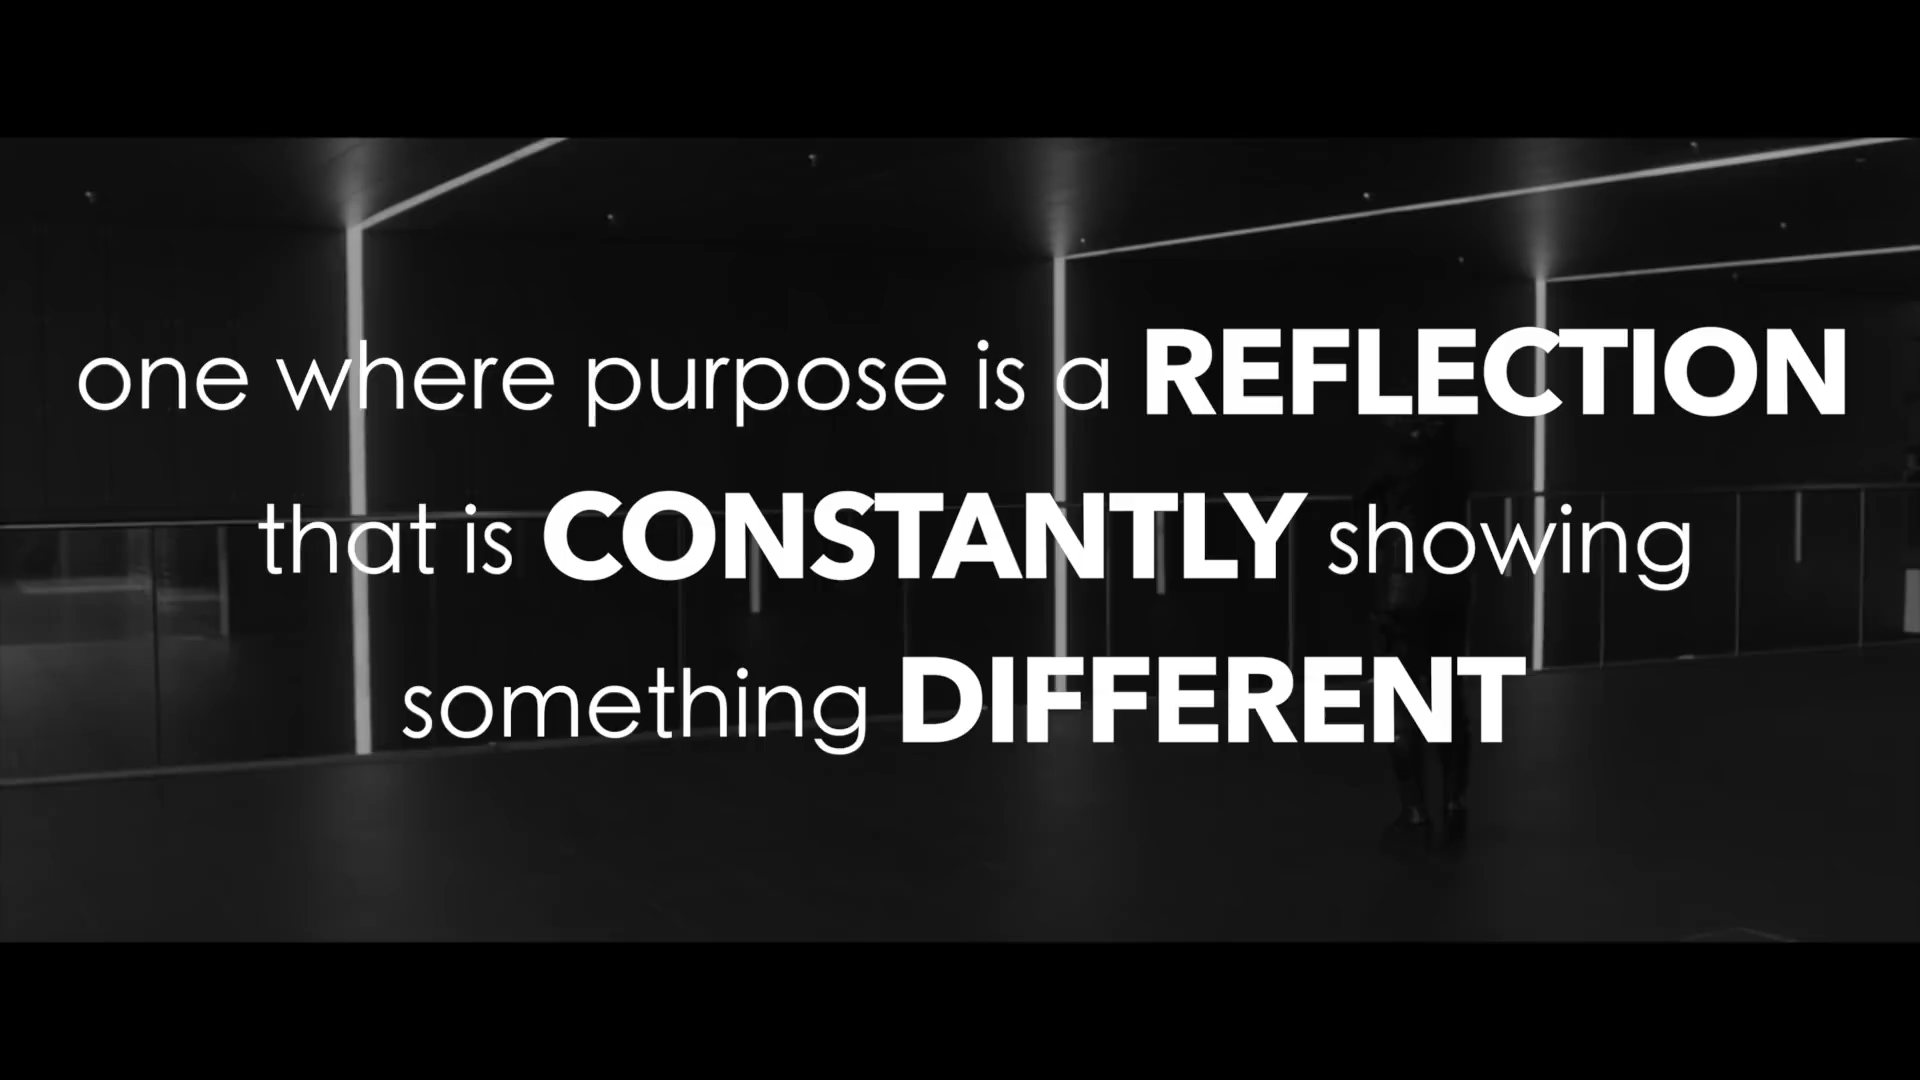 one where purpose is a REFLECTION
that is CONSTANTLY showing
something DIFFERENT